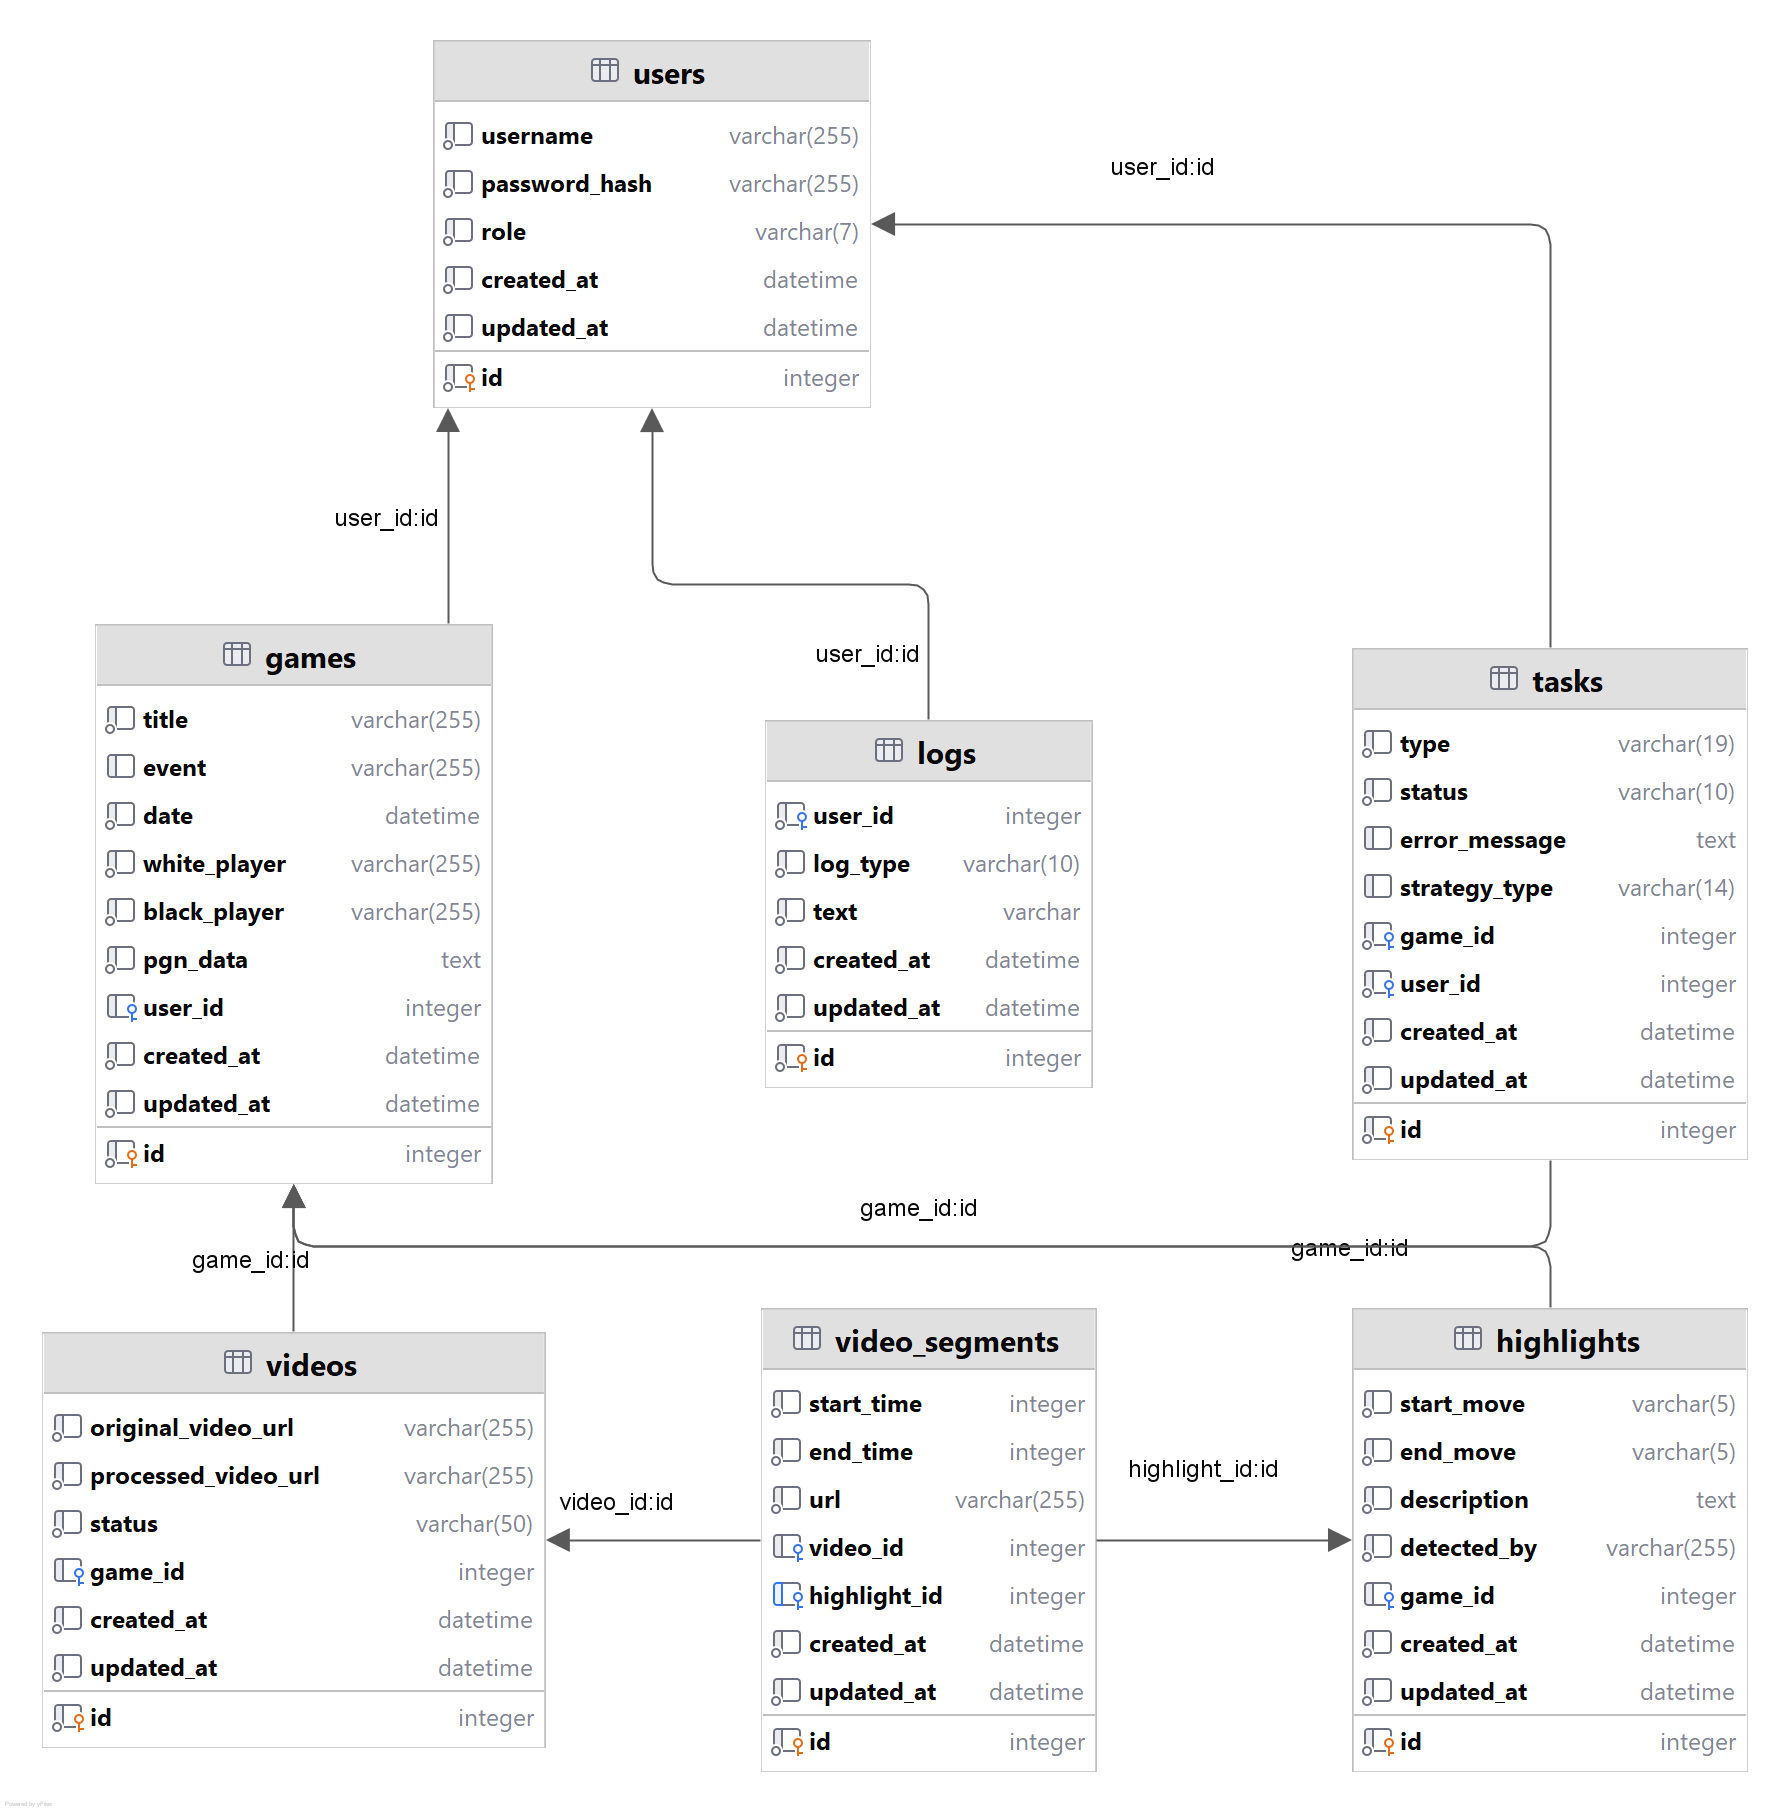 users
username varchar(255)
password_hash varchar(255)
role varchar(7)
created_at datetime
updated_at datetime
id integer
user_id:id
user_id:id
user_id:id
games
title varchar(255)
event varchar(255)
date datetime
white_player varchar(255)
black_player varchar(255)
pgn_data text
user_id integer
created_at datetime
updated_at datetime
id integer
logs
user_id integer
log_type varchar(10)
text varchar
created_at datetime
updated_at datetime
id integer
tasks
type varchar(19)
status varchar(10)
error_message text
strategy_type varchar(14)
game_id integer
user_id integer
created_at datetime
updated_at datetime
id integer
game_id:id
game_id:id
game_id:id
videos
original_video_url varchar(255)
processed_video_url varchar(255)
status varchar(50)
game_id integer
created_at datetime
updated_at datetime
id integer
video_id:id
video_segments
start_time integer
end_time integer
url varchar(255)
video_id integer
highlight_id integer
created_at datetime
updated_at datetime
id integer
highlight_id:id
highlights
start_move varchar(5)
end_move varchar(5)
description text
detected_by varchar(255)
game_id integer
created_at datetime
updated_at datetime
id integer
Powered by yFiles